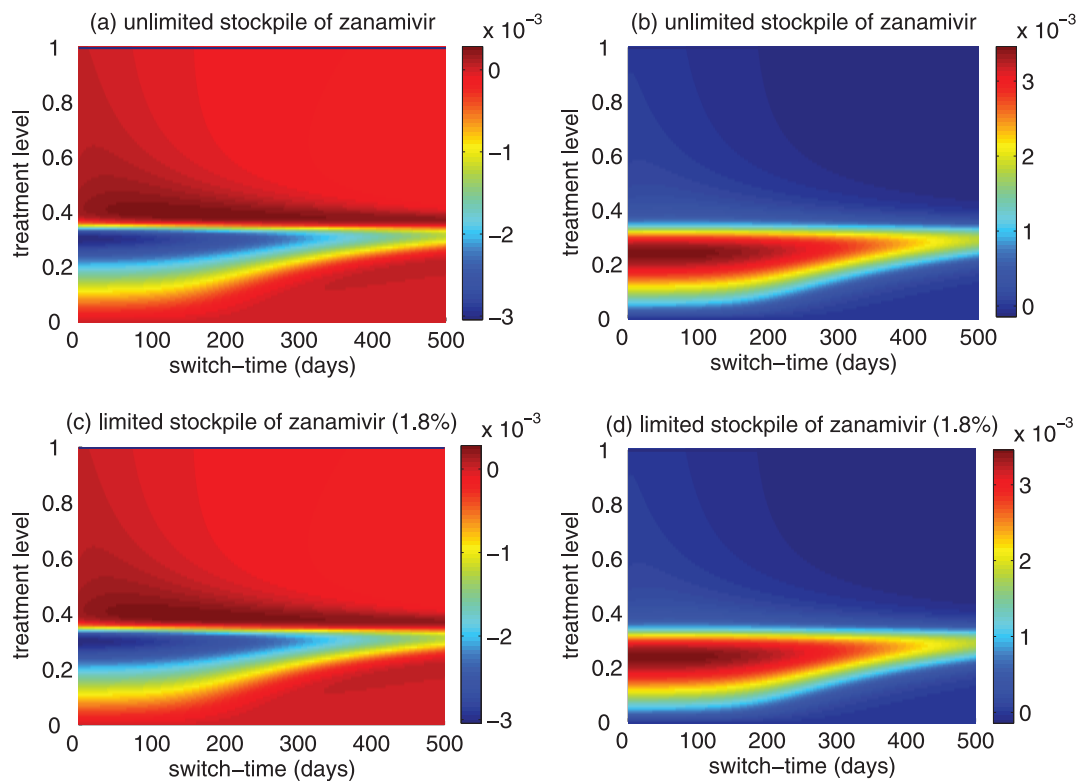 (a) unlimited stockpile of zanamivir
x 10⁻³
1
0.8
0.6
0.4
0.2
0
treatment level
0 100 200 300 400 500
switch−time (days)
0
−1
−2
−3
(b) unlimited stockpile of zanamivir
x 10⁻³
1
0.8
0.6
0.4
0.2
0
treatment level
0 100 200 300 400 500
switch−time (days)
3
2
1
0
(c) limited stockpile of zanamivir (1.8%)
x 10⁻³
1
0.8
0.6
0.4
0.2
0
treatment level
0 100 200 300 400 500
switch−time (days)
0
−1
−2
−3
(d) limited stockpile of zanamivir (1.8%)
x 10⁻³
1
0.8
0.6
0.4
0.2
0
treatment level
0 100 200 300 400 500
switch−time (days)
3
2
1
0